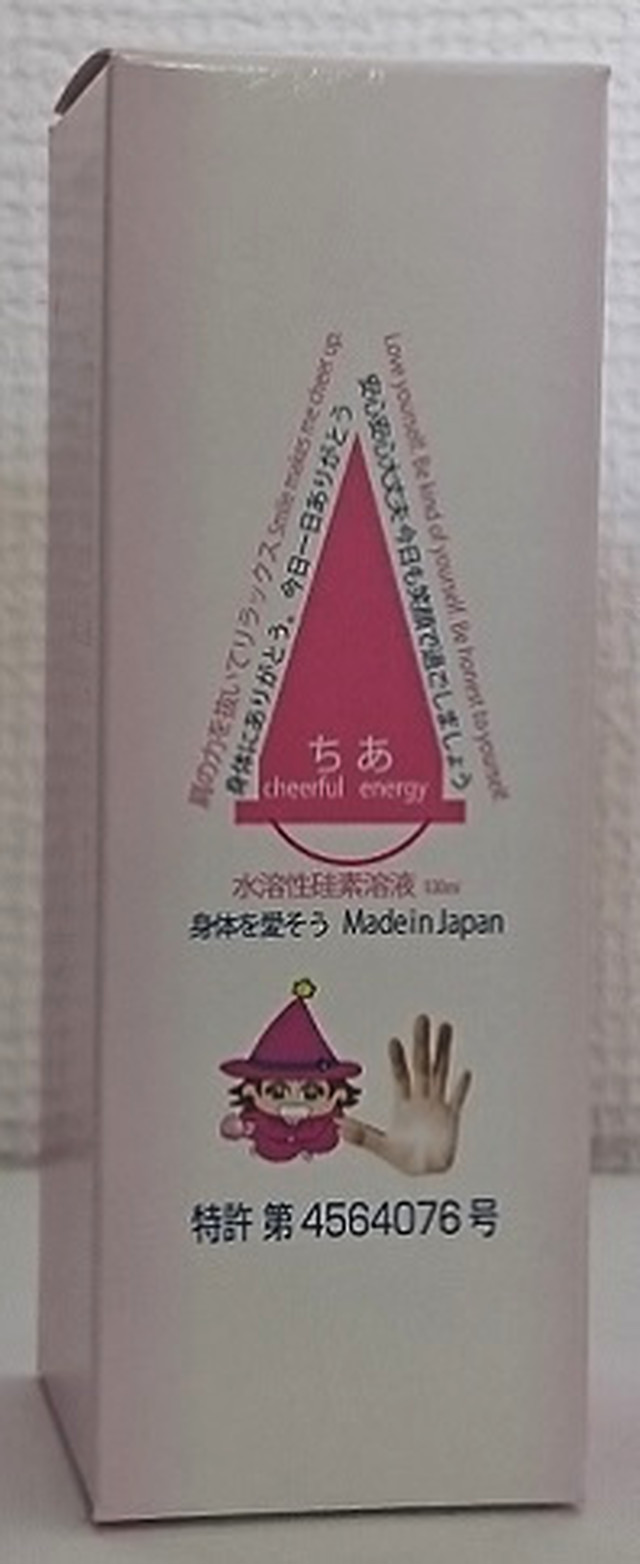 肩の力を抜いてリラックス Smile makes me cheer up.
身体にありがとう。今日一日ありがとう
安心安心大丈夫 今日も笑顔で過ごしましょう
Love yourself. Be kind of yourself. Be honest to yourself.
ちあ
cheerful energy
水溶性珪素溶液
身体を愛そう Made in Japan
特許 第4564076号